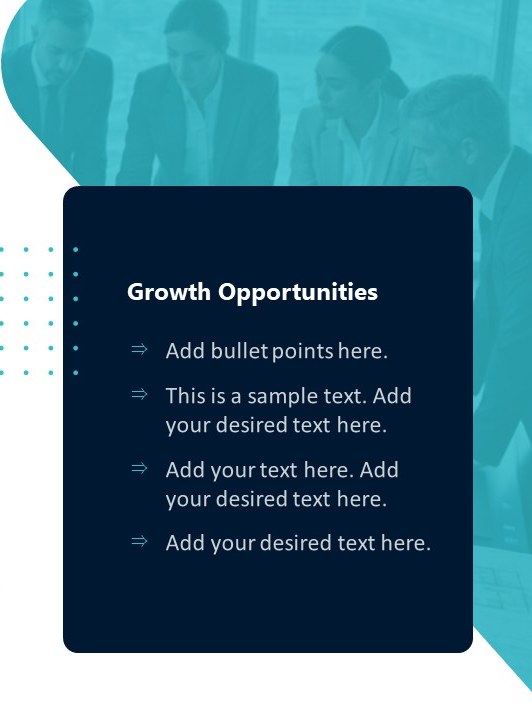 Growth Opportunities
⇒ Add bullet points here.
⇒ This is a sample text. Add
your desired text here.
⇒ Add your text here. Add
your desired text here.
⇒ Add your desired text here.